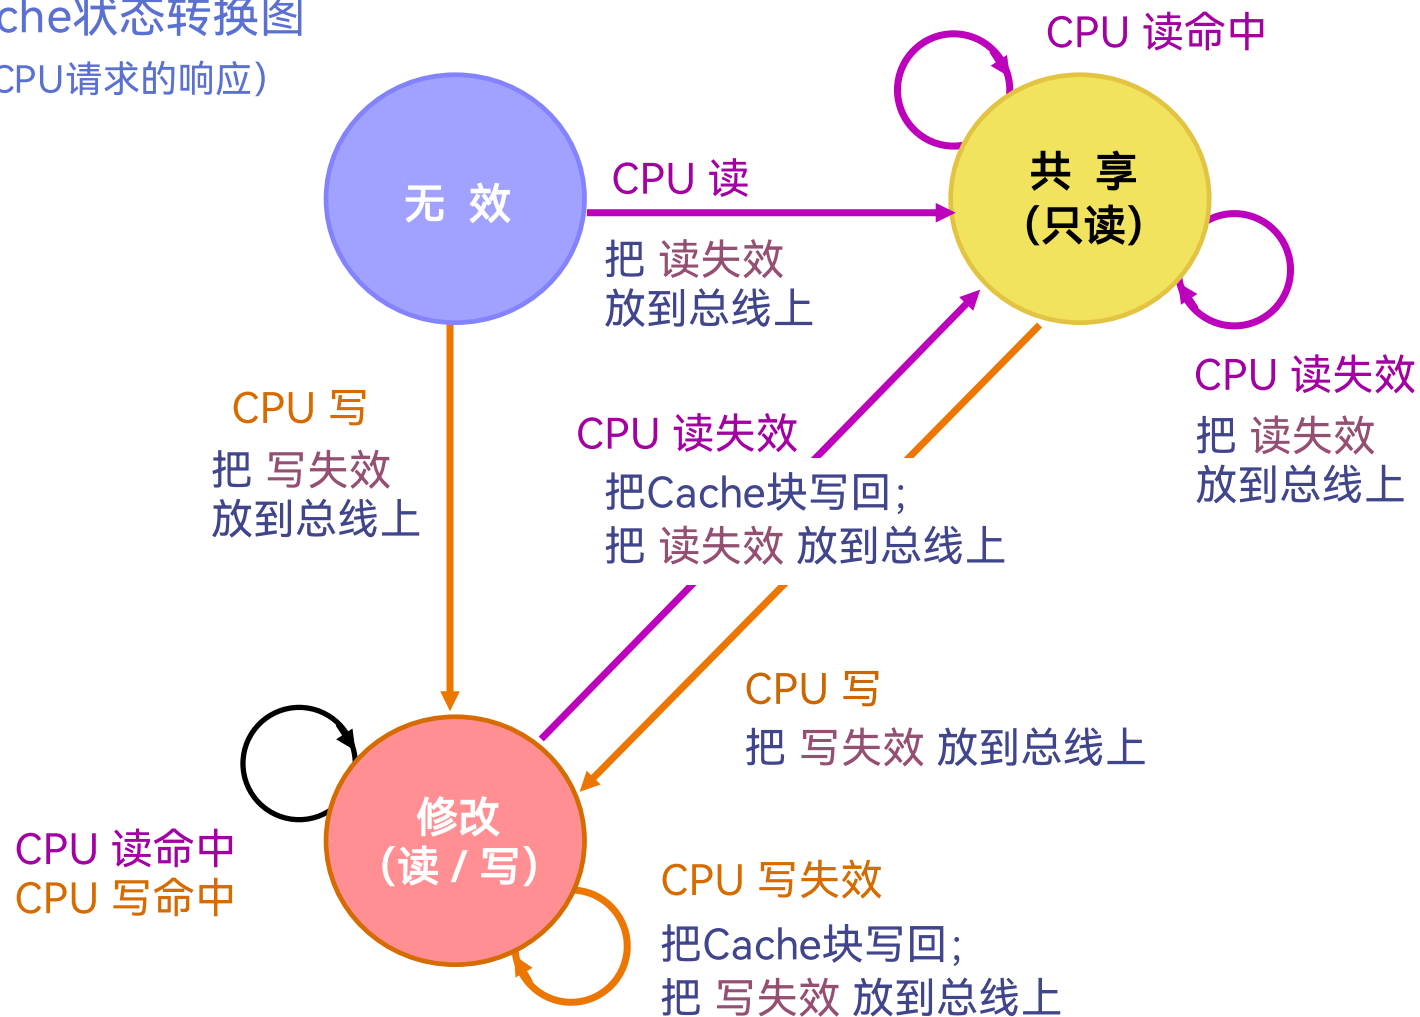 che状态转换图
CPU请求的响应）
CPU 读命中
无 效
CPU 读
共 享
（只读）
把 读失效
放到总线上
CPU 读失效
把 读失效
放到总线上
CPU 写
把 写失效
放到总线上
CPU 读失效
把Cache块写回；
把 读失效 放到总线上
CPU 写
把 写失效 放到总线上
修改
（读 / 写）
CPU 读命中
CPU 写命中
CPU 写失效
把Cache块写回；
把 写失效 放到总线上